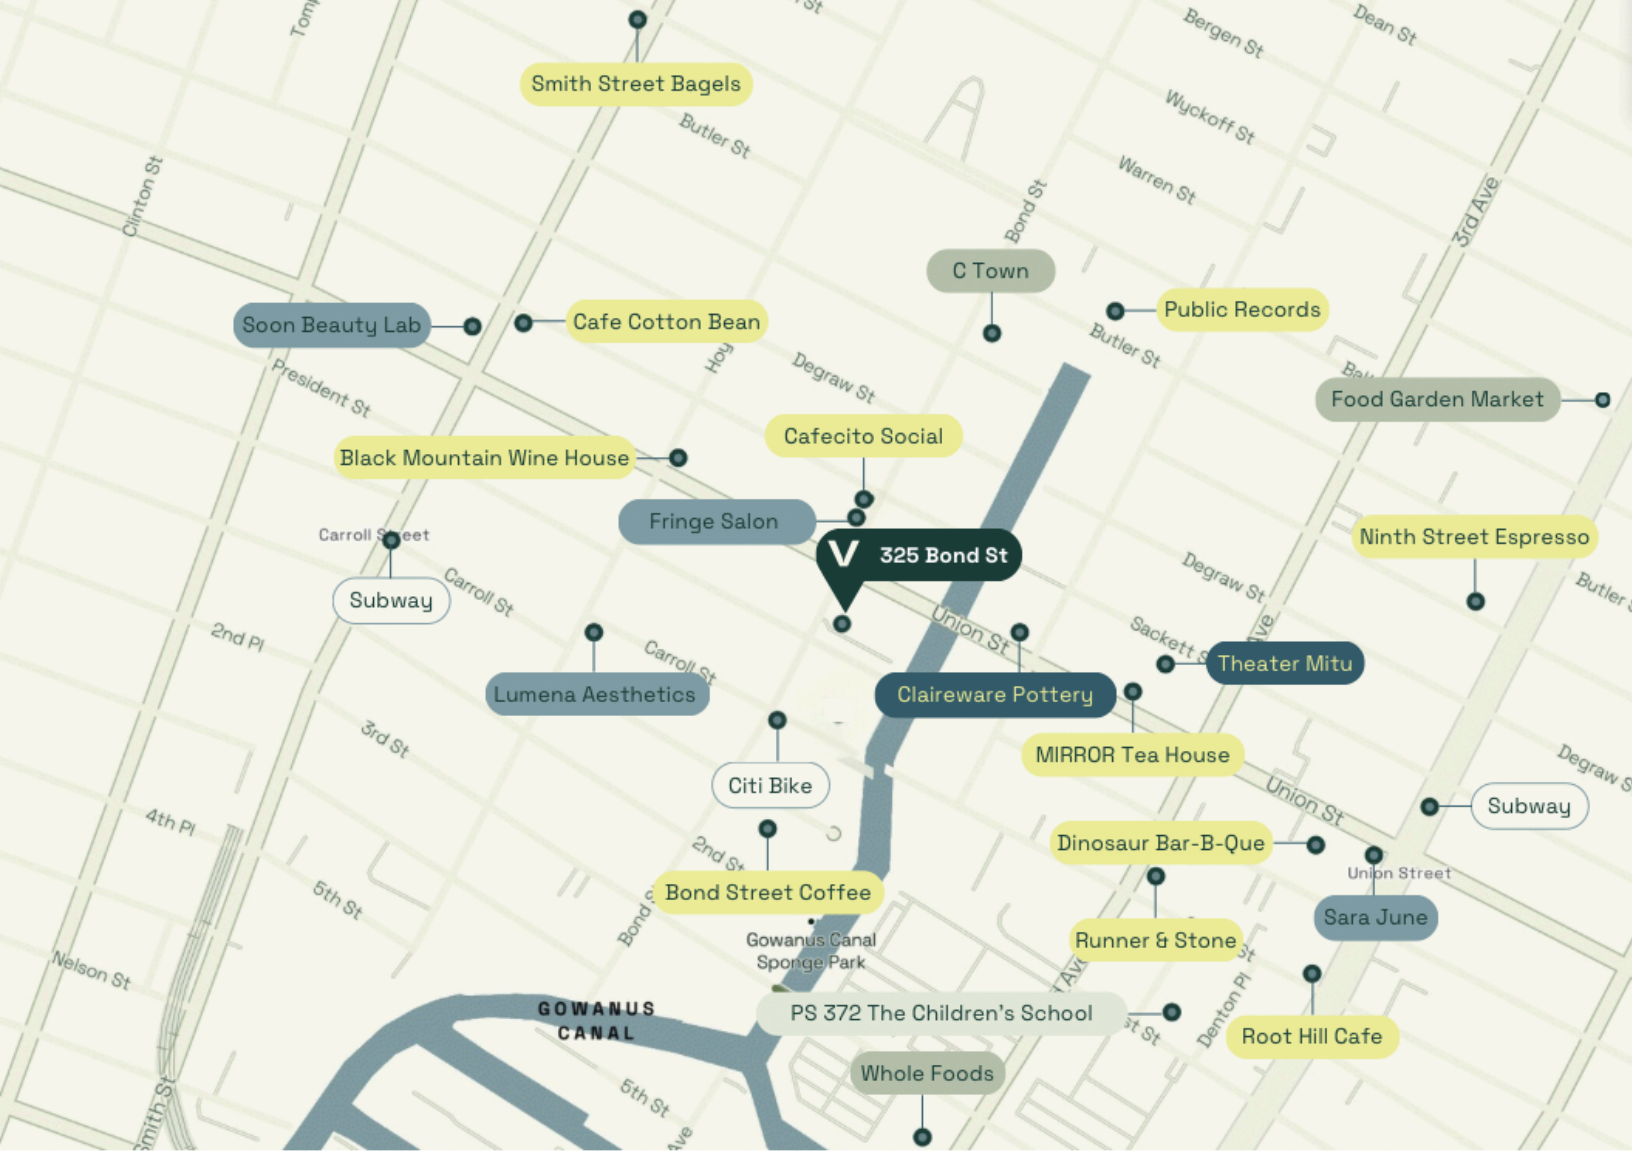 Dean St
Bergen St
Smith Street Bagels
Wyckoff St
Butler St
Warren St
Clinton St
Bond St
3rd Ave
C Town
Public Records
Soon Beauty Lab
Cafe Cotton Bean
Butler St
President St
Degraw St
Food Garden Market
Cafecito Social
Black Mountain Wine House
Fringe Salon
Carroll Street
Ninth Street Espresso
V 325 Bond St
Carroll St
Degraw St
Subway
Union St
2nd Pl
Sackett S
Ave
Carroll St
Theater Mitu
Lumena Aesthetics
Claireware Pottery
3rd St
MIRROR Tea House
Degraw S
Citi Bike
Union St
Subway
4th Pl
Dinosaur Bar-B-Que
2nd St
Union Street
Bond Street Coffee
5th St
Bond
Sara June
Gowanus Canal
Sponge Park
Runner & Stone
Nelson St
GOWANUS
CANAL
PS 372 The Children's School
Denton Pl
Root Hill Cafe
Whole Foods
5th St
Smith St
Ave